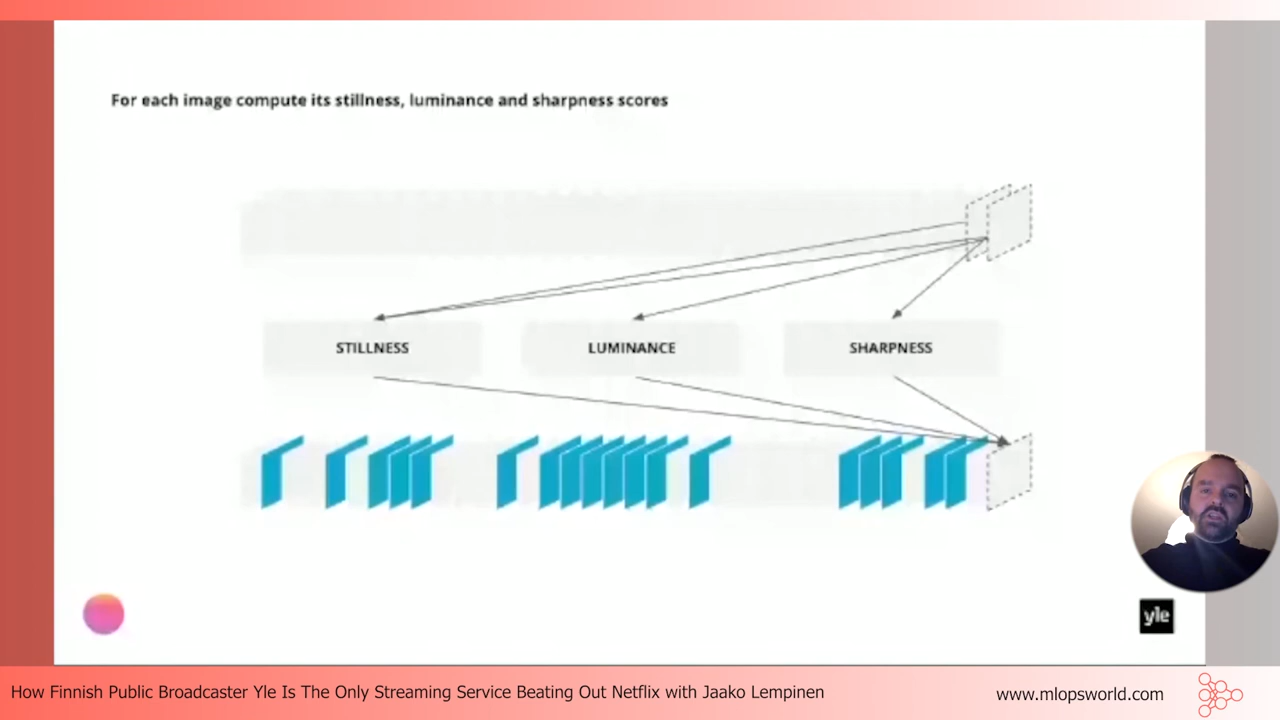 For each image compute its stillness, luminance and sharpness scores
STILLNESS
LUMINANCE
SHARPNESS
yle
How Finnish Public Broadcaster Yle Is The Only Streaming Service Beating Out Netflix with Jaako Lempinen
www.mlopsworld.com